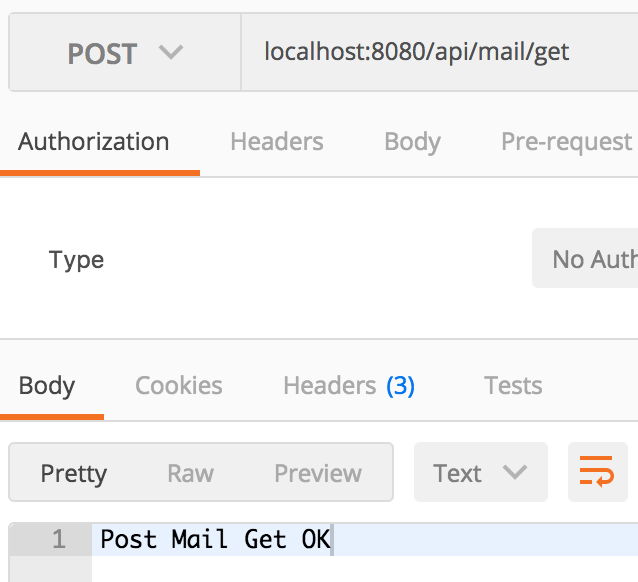 POST localhost:8080/api/mail/get
Authorization Headers Body Pre-request
Type No Auth
Body Cookies Headers (3) Tests
Pretty Raw Preview Text
1 Post Mail Get OK